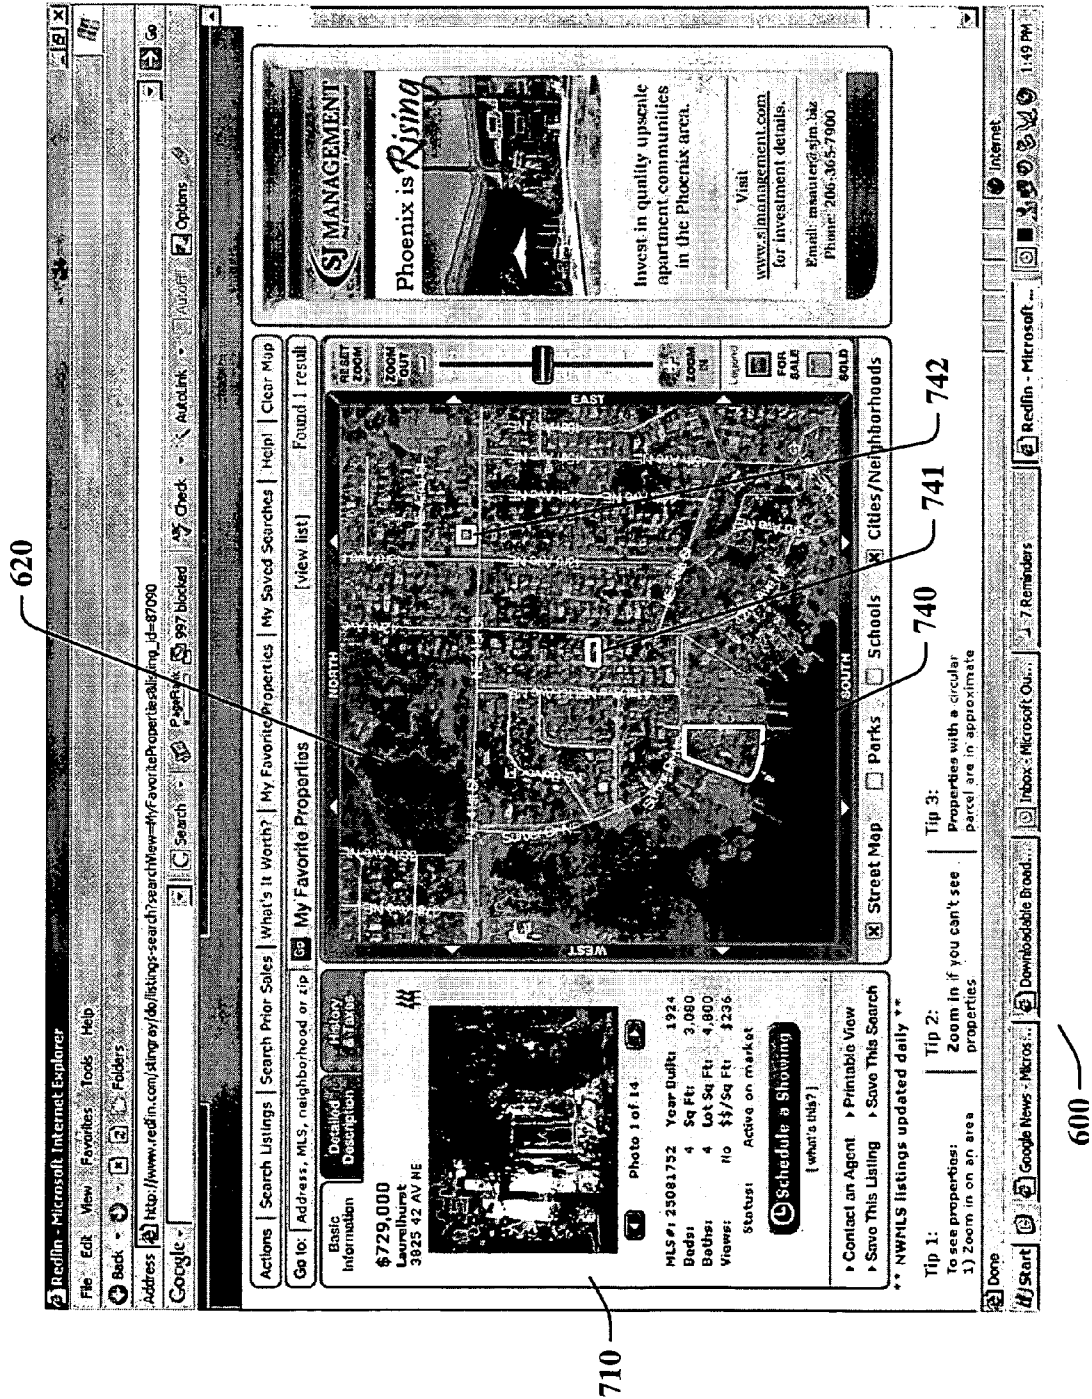 620
Redfin - Microsoft Internet Explorer
File Edit View Favorites Tools Help
Back Folders
Address http://www.redfin.com/stingray/do/listings-search?searchView=MyFavoriteProperties&listing_id=87090 Go
Google Search PageRank 997 blocked Check AutoLink AutoFill Options
Actions | Search Listings | Search Prior Sales | What's It Worth? | My Favorite Properties | My Saved Searches | Help! | Clear Map
Go to: Address, MLS, neighborhood or zip Go My Favorite Properties [view list] Found 1 result
Basic Information
Detailed Description
History & Taxes
$729,000
Laurelhurst
3825 42 AV NE
Photo 1 of 14
MLS#: 25081752 Year Built: 1924
Beds: 4 Sq Ft: 3,080
Baths: 4 Lot Sq Ft: 4,800
Views: No $$/Sq Ft: $236
Status: Active on market
Schedule a Showing
[what's this?]
Contact an Agent Printable View
Save This Listing Save This Search
** NWMLS listings updated daily **
NORTH
WEST
EAST
SOUTH
RESET ZOOM
ZOOM OUT
ZOOM IN
Legend
FOR SALE
SOLD
Street Map Parks Schools Cities/Neighborhoods
SJ MANAGEMENT
Phoenix is Rising
Invest in quality upscale
apartment communities
in the Phoenix area.
Visit
www.sjmanagement.com
for investment details.
Email: msauter@sjm.biz
Phone: 206-365-7900
742
741
740
710
Tip 1:
To see properties:
1) Zoom in on an area
Tip 2:
Zoom in if you can't see
properties
Tip 3:
Properties with a circular
parcel are in approximate
Done Internet
Start Google News - Micros... Downloadable Broad... Inbox - Microsoft Out... 7 Reminders Redfin - Microsoft ... 1:49 PM
600